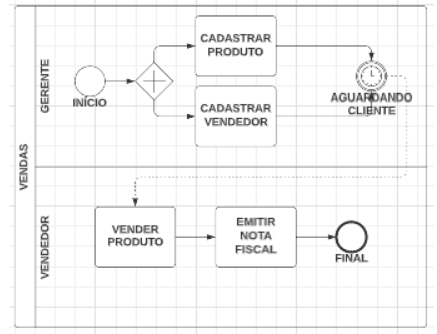 VENDAS
GERENTE
INÍCIO
CADASTRAR
PRODUTO
CADASTRAR
VENDEDOR
AGUARDANDO
CLIENTE
VENDEDOR
VENDER
PRODUTO
EMITIR
NOTA
FISCAL
FINAL